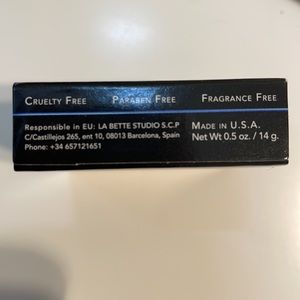 CRUELTY FREE PARABEN FREE FRAGRANCE FREE
Responsible in EU: LA BETTE STUDIO S.C.P
C/Castillejos 265, ent 10, 08013 Barcelona, Spain
Phone: +34 657121651
MADE IN U.S.A.
Net Wt 0.5 oz. / 14 g.